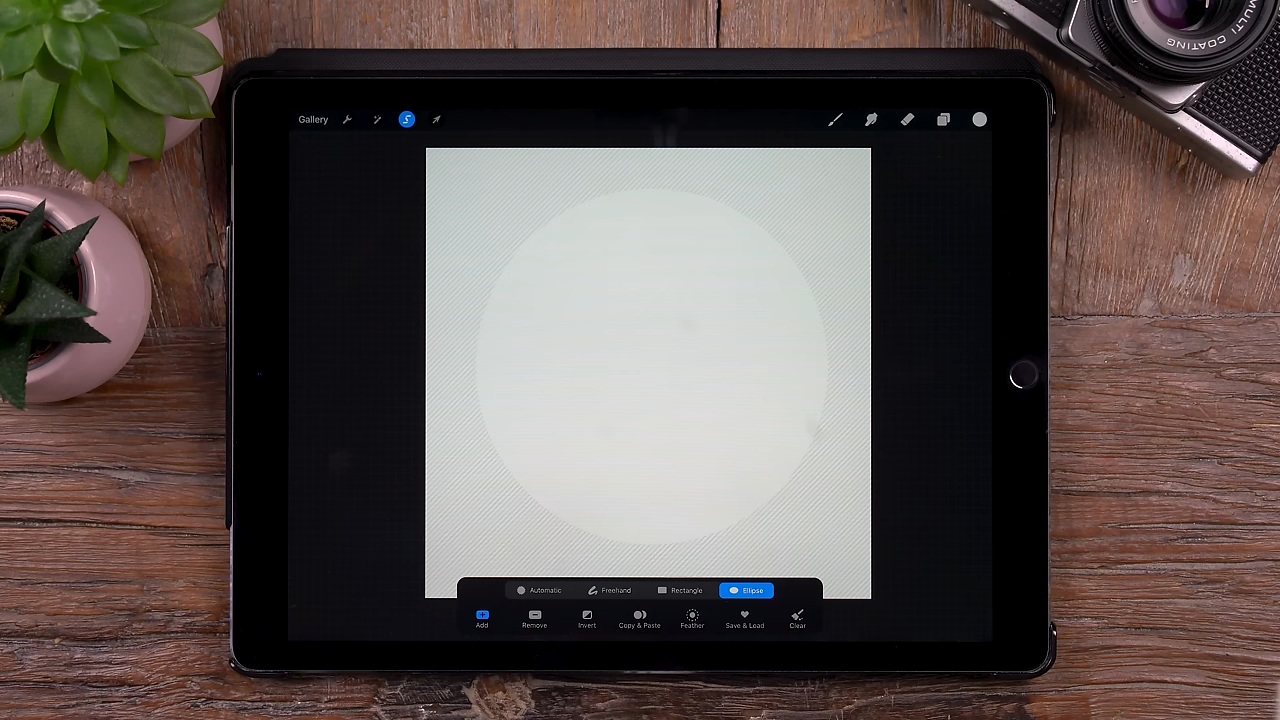 MULTI COATING
Gallery
Automatic Freehand Rectangle Ellipse
Add Remove Invert Copy & Paste Feather Save & Load Clear